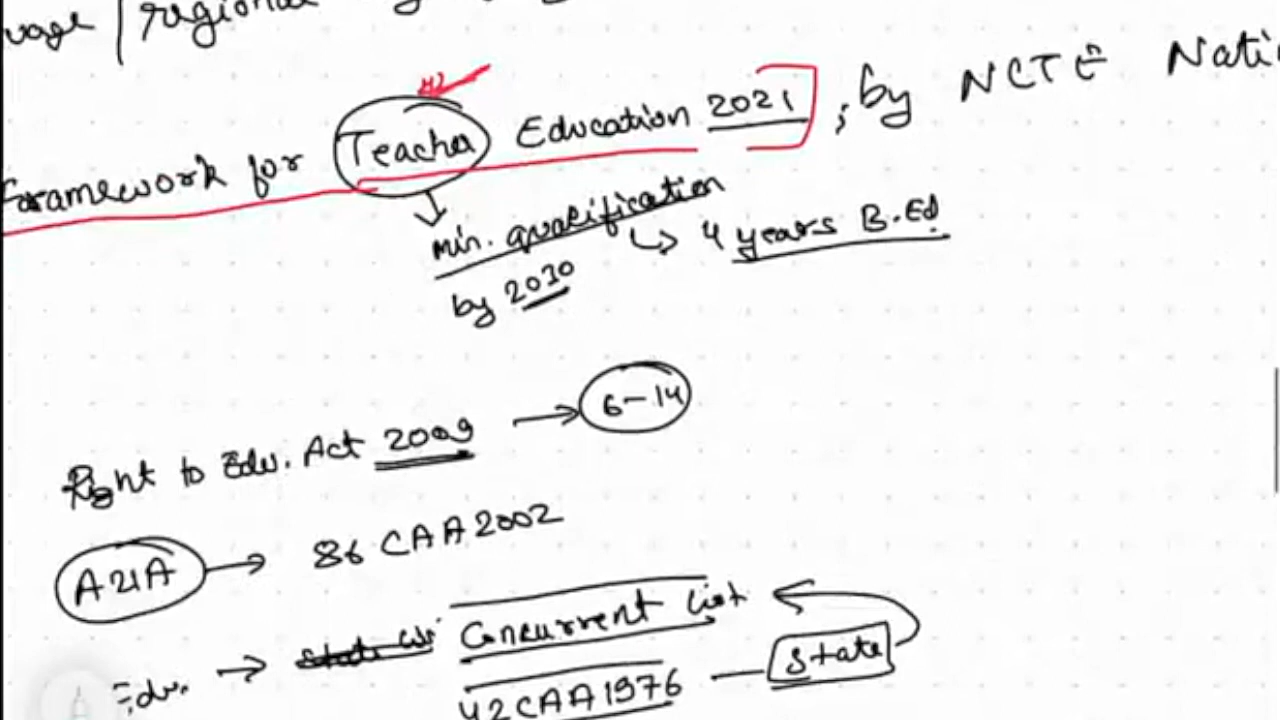 regional
Framework for Teacher Education 2021, by NCTE Nati
min. qualification ↳ 4 years B.Ed
by 2030
Right to Edu. Act 2009 → 6-14
A21A → 86 CAA 2002
Edu. → Concurrent list
42 CAA 1976 — State